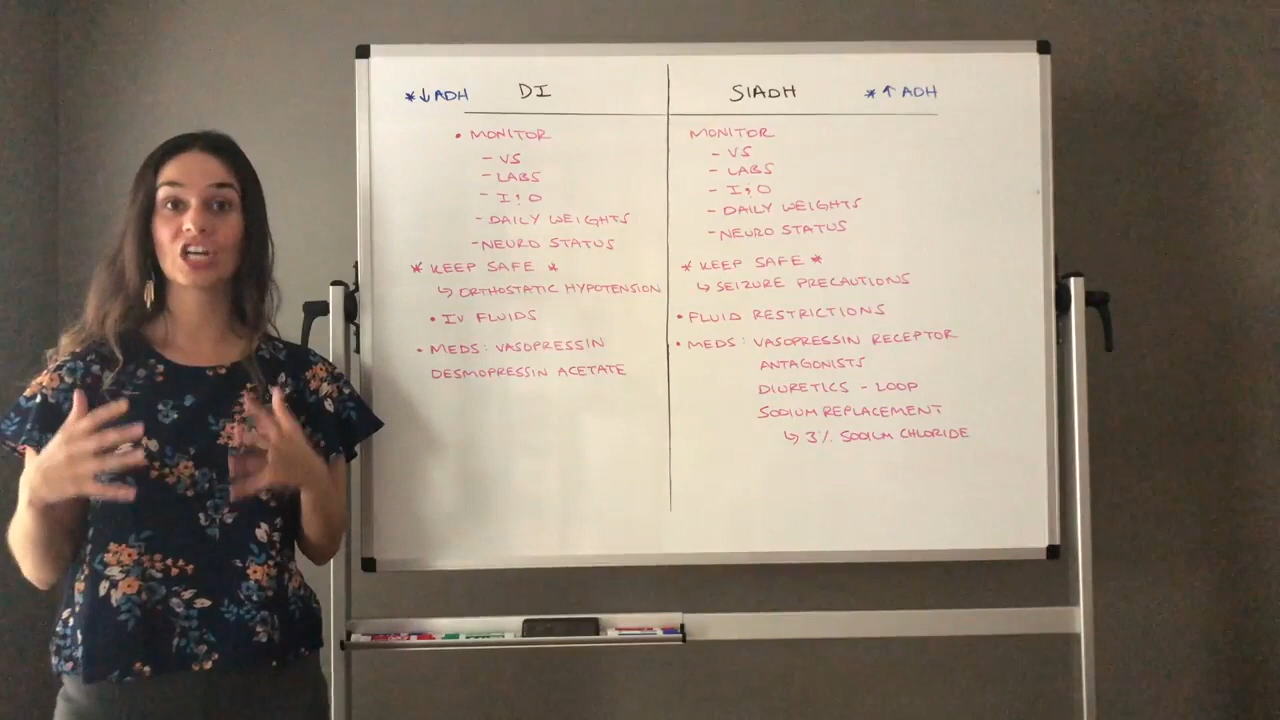 *↓ ADH DI
• MONITOR
- VS
- LABS
- I & O
- DAILY WEIGHTS
- NEURO STATUS
* KEEP SAFE *
↳ ORTHOSTATIC HYPOTENSION
• IV FLUIDS
• MEDS: VASOPRESSIN
DESMOPRESSIN ACETATE
SIADH *↑ ADH
MONITOR
- VS
- LABS
- I & O
- DAILY WEIGHTS
- NEURO STATUS
* KEEP SAFE *
↳ SEIZURE PRECAUTIONS
• FLUID RESTRICTIONS
• MEDS: VASOPRESSIN RECEPTOR
ANTAGONISTS
DIURETICS - LOOP
SODIUM REPLACEMENT
↳ 3% SODIUM CHLORIDE